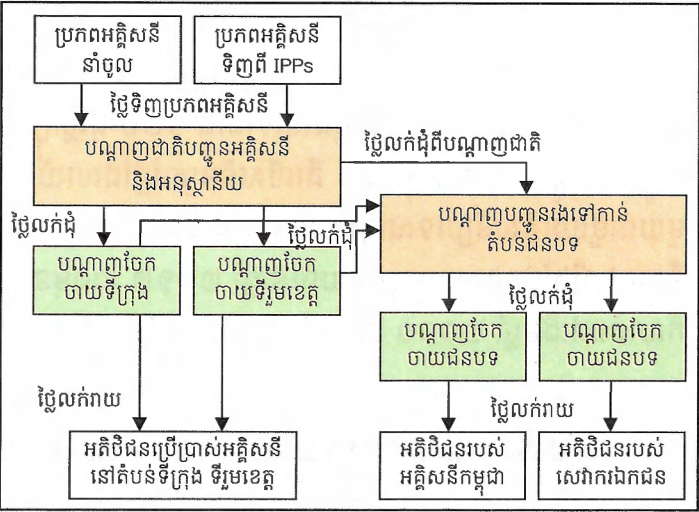 ប្រភពអគ្គិសនី
នាំចូល
ប្រភពអគ្គិសនី
ទិញពី IPPs
ថ្លៃទិញប្រភពអគ្គិសនី
បណ្តាញជាតិបញ្ជូនអគ្គិសនី
និងអនុស្ថានីយ
ថ្លៃលក់ដុំពីបណ្តាញជាតិ
បណ្តាញបញ្ជូនរងទៅកាន់
តំបន់ជនបទ
ថ្លៃលក់ដុំ
ថ្លៃលក់ដុំ
បណ្តាញចែក
ចាយទីក្រុង
បណ្តាញចែក
ចាយទីរួមខេត្ត
ថ្លៃលក់ដុំ
បណ្តាញចែក
ចាយជនបទ
បណ្តាញចែក
ចាយជនបទ
ថ្លៃលក់រាយ
ថ្លៃលក់រាយ
អតិថិជនប្រើប្រាស់អគ្គិសនី
នៅតំបន់ទីក្រុង ទីរួមខេត្ត
អតិថិជនរបស់
អគ្គិសនីកម្ពុជា
អតិថិជនរបស់
សេវាករឯកជន